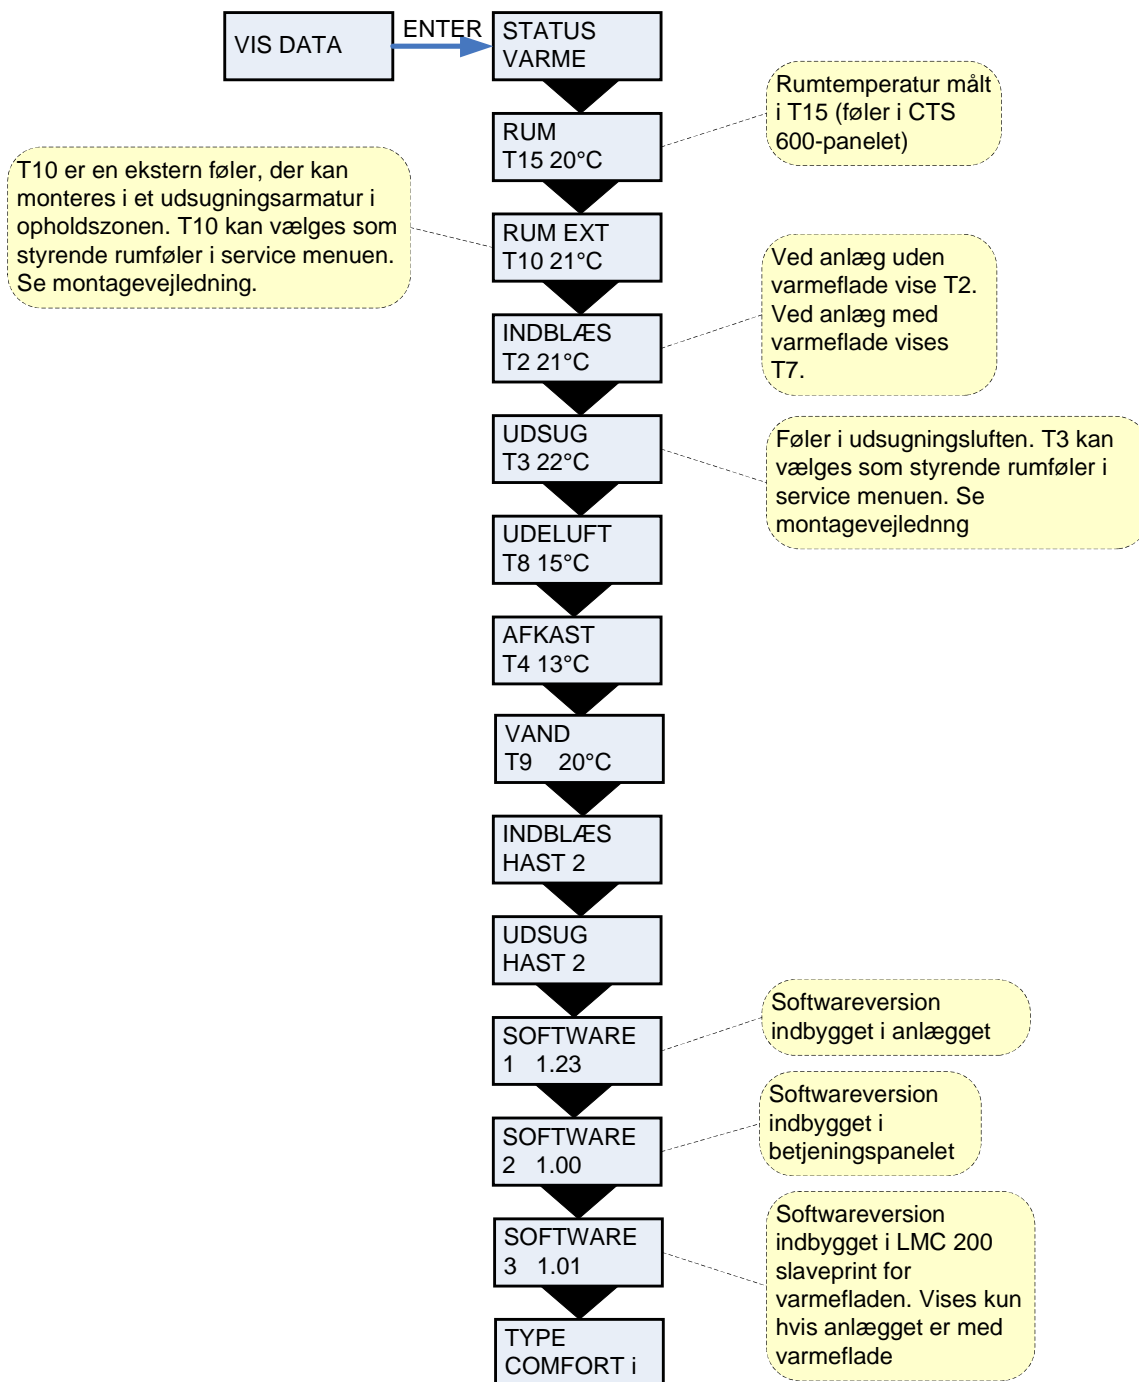 VIS DATA
ENTER
STATUS
VARME
Rumtemperatur målt
i T15 (føler i CTS
600-panelet)
RUM
T15 20°C
T10 er en ekstern føler, der kan
monteres i et udsugningsarmatur i
opholdszonen. T10 kan vælges som
styrende rumføler i service menuen.
Se montagevejledning.
RUM EXT
T10 21°C
Ved anlæg uden
varmeflade vise T2.
Ved anlæg med
varmeflade vises
T7.
INDBLÆS
T2 21°C
UDSUG
T3 22°C
Føler i udsugningsluften. T3 kan
vælges som styrende rumføler i
service menuen. Se
montagevejlednng
UDELUFT
T8 15°C
AFKAST
T4 13°C
VAND
T9 20°C
INDBLÆS
HAST 2
UDSUG
HAST 2
SOFTWARE
1 1.23
Softwareversion
indbygget i anlægget
SOFTWARE
2 1.00
Softwareversion
indbygget i
betjeningspanelet
SOFTWARE
3 1.01
Softwareversion
indbygget i LMC 200
slaveprint for
varmefladen. Vises kun
hvis anlægget er med
varmeflade
TYPE
COMFORT i